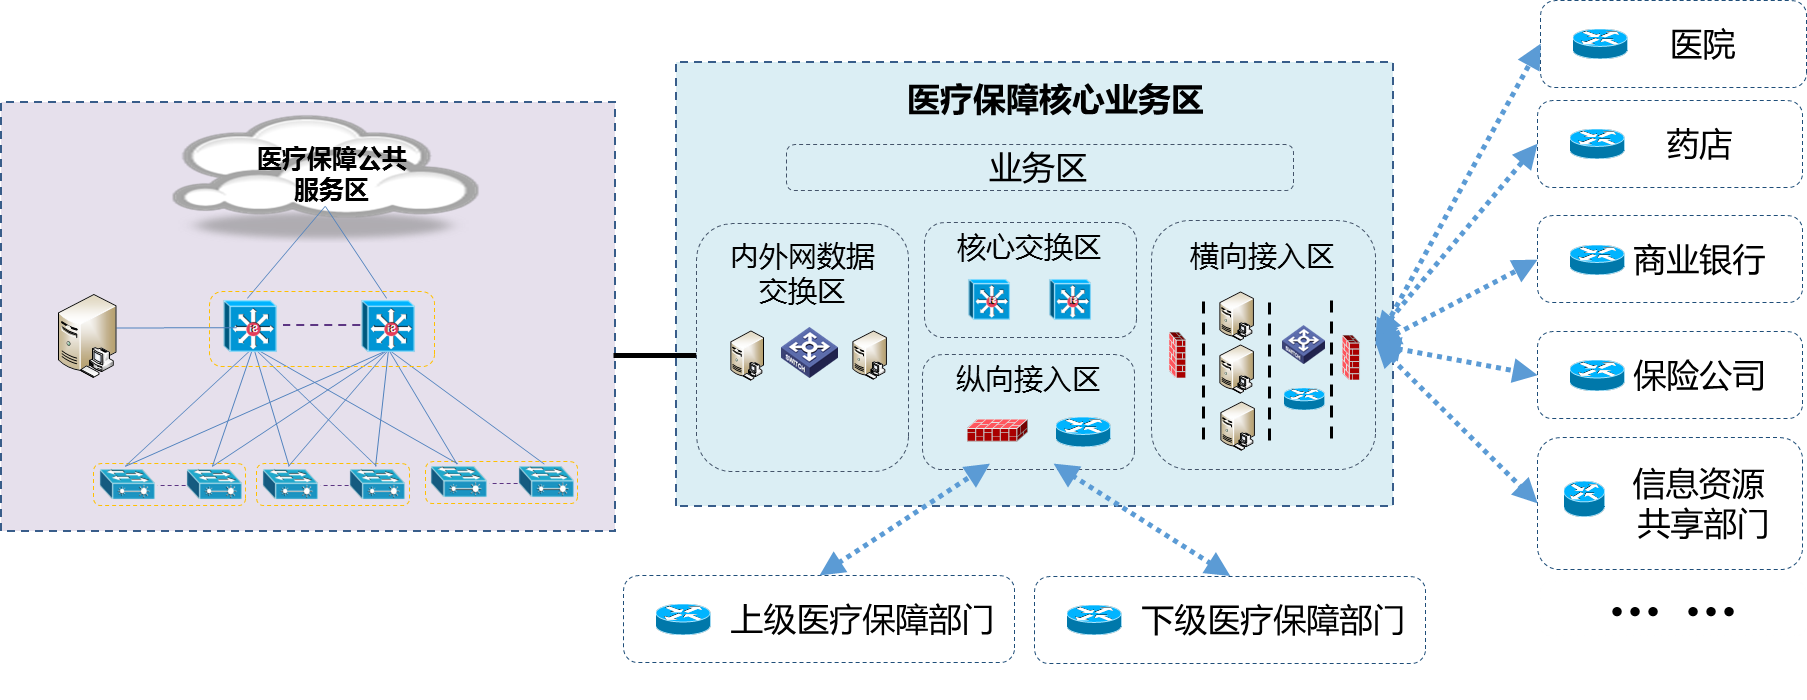 医疗保障公共
服务区
医疗保障核心业务区
业务区
内外网数据
交换区
SWITCH
核心交换区
纵向接入区
横向接入区
SWITCH
医院
药店
商业银行
保险公司
信息资源
共享部门
… …
上级医疗保障部门
下级医疗保障部门